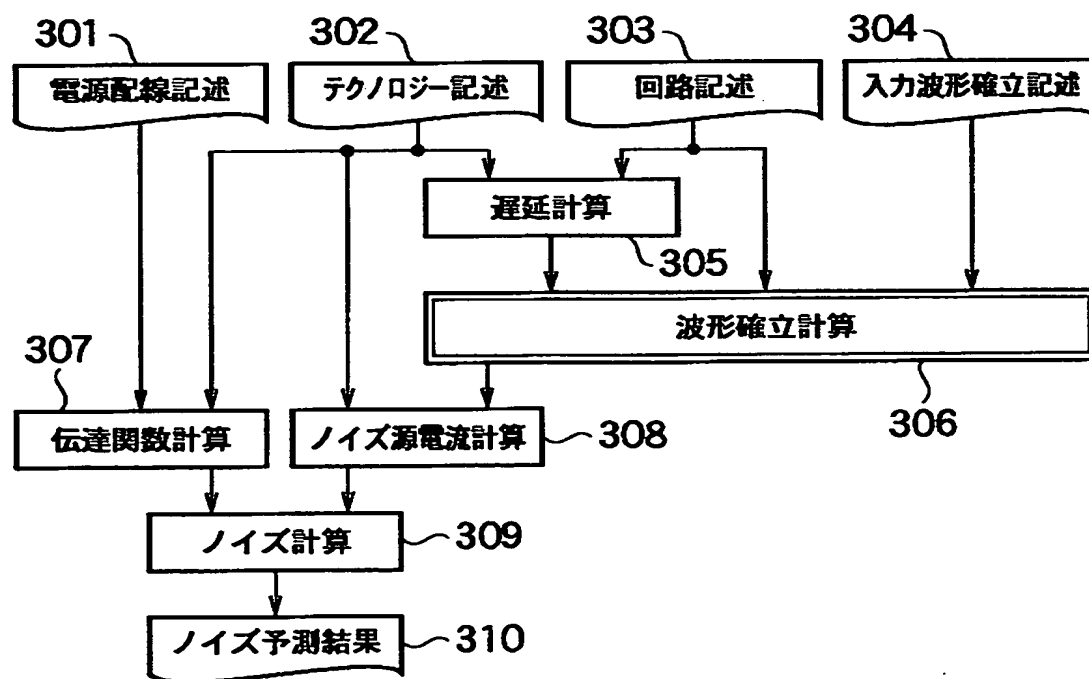 301
302
303
304
電源配線記述
テクノロジー記述
回路記述
入力波形確立記述
遅延計算
305
波形確立計算
306
307
伝達関数計算
ノイズ源電流計算
308
ノイズ計算
309
ノイズ予測結果
310